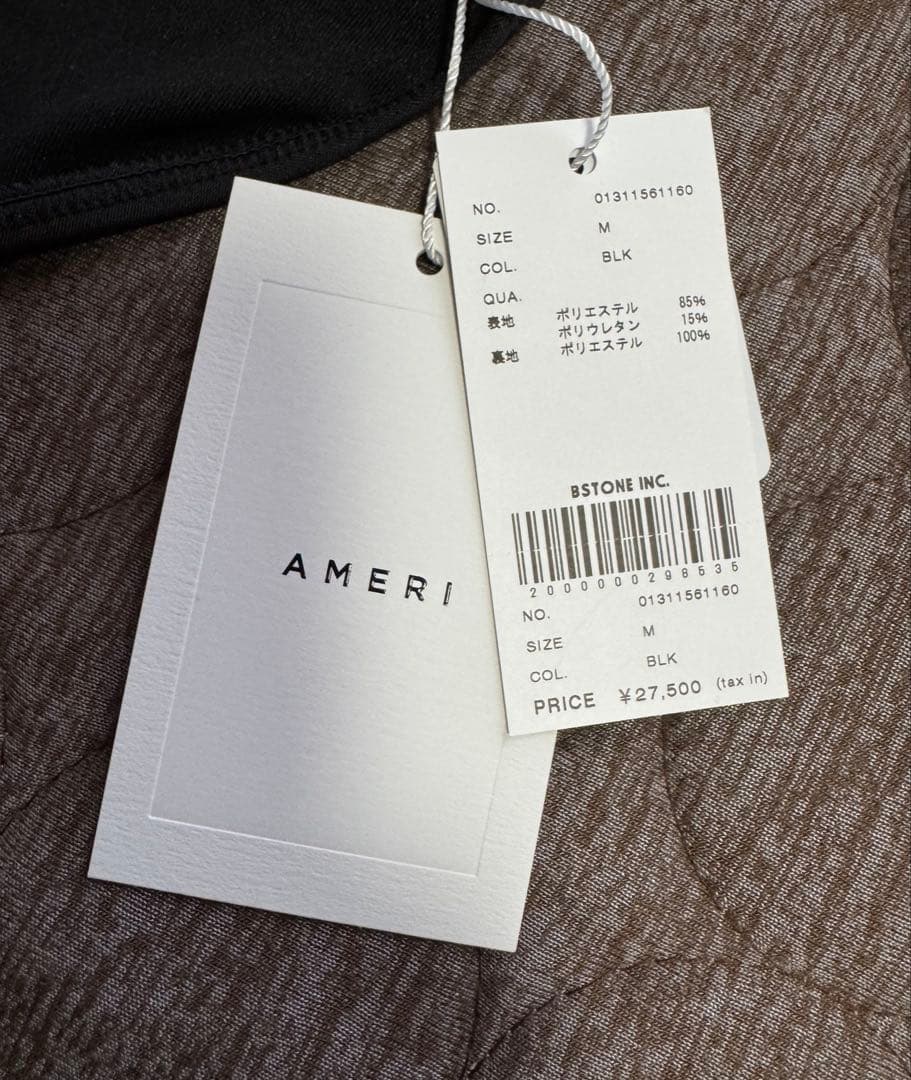 AMERI
NO. 01311561160
SIZE M
COL. BLK
QUA.
表地 ポリエステル 85%
ポリウレタン 15%
裏地 ポリエステル 100%
BSTONE INC.
2000000298535
NO. 01311561160
SIZE M
COL. BLK
PRICE ¥27,500 (tax in)